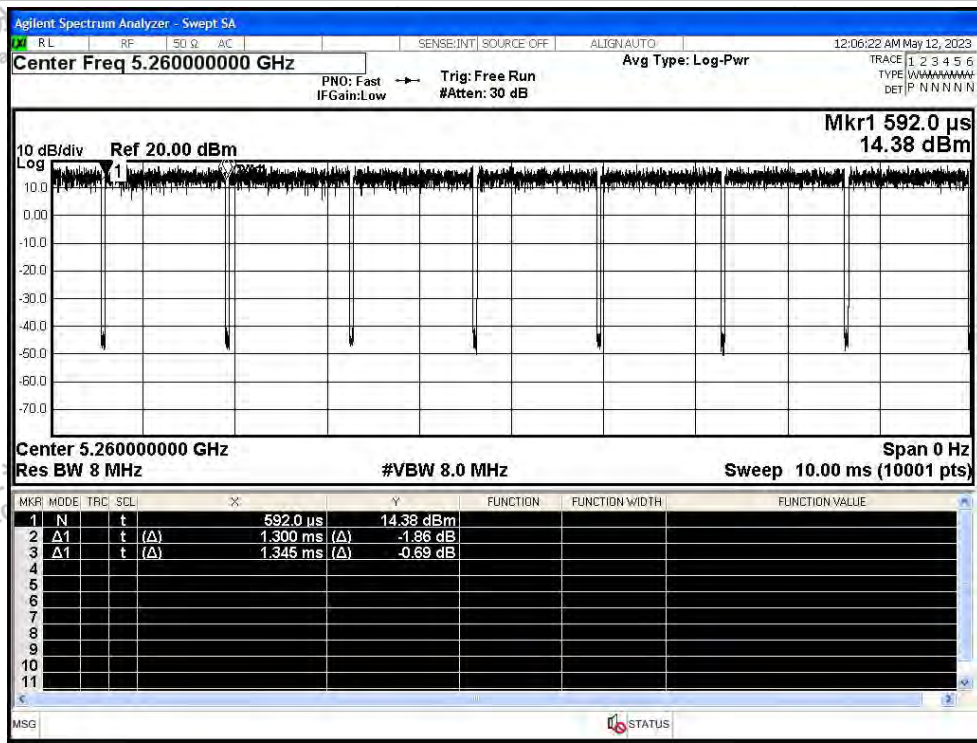 Agilent Spectrum Analyzer - Swept SA
RL RF 50 Ω AC SENSE:INT SOURCE OFF ALIGN AUTO 12:06:22 AM May 12, 2023
Center Freq 5.260000000 GHz
PNO: Fast
IFGain:Low
Trig: Free Run
#Atten: 30 dB
Avg Type: Log-Pwr
TRACE 1 2 3 4 5 6
TYPE
DET P N N N N N
Mkr1 592.0 µs
14.38 dBm
10 dB/div Ref 20.00 dBm
Log
1
10.0
0.00
-10.0
-20.0
-30.0
-40.0
-50.0
-60.0
-70.0
Center 5.260000000 GHz Span 0 Hz
Res BW 8 MHz #VBW 8.0 MHz Sweep 10.00 ms (10001 pts)
MKR MODE TRC SCL X Y FUNCTION FUNCTION WIDTH FUNCTION VALUE
1 N t 592.0 µs 14.38 dBm
2 Δ1 t (Δ) 1.300 ms (Δ) -1.86 dB
3 Δ1 t (Δ) 1.345 ms (Δ) -0.69 dB
4
5
6
7
8
9
10
11
MSG STATUS